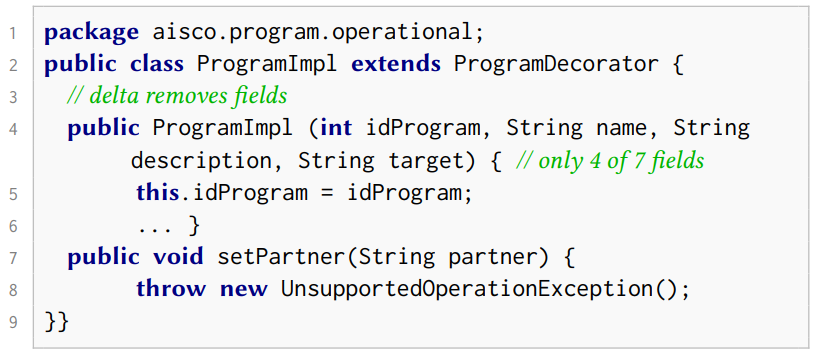 1 package aisco.program.operational;
2 public class ProgramImpl extends ProgramDecorator {
3 // delta removes fields
4 public ProgramImpl (int idProgram, String name, String
description, String target) { // only 4 of 7 fields
5 this.idProgram = idProgram;
6 ... }
7 public void setPartner(String partner) {
8 throw new UnsupportedOperationException();
9 }}